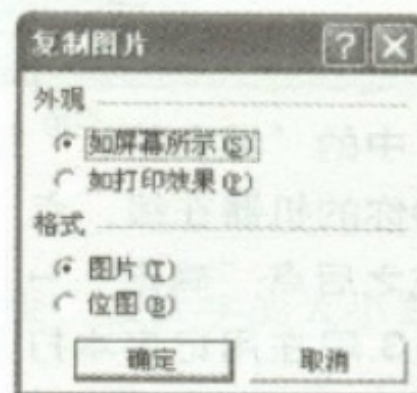 复制图片
外观
如屏幕所示(S)
如打印效果(P)
格式
图片(T)
位图(B)
确定 取消